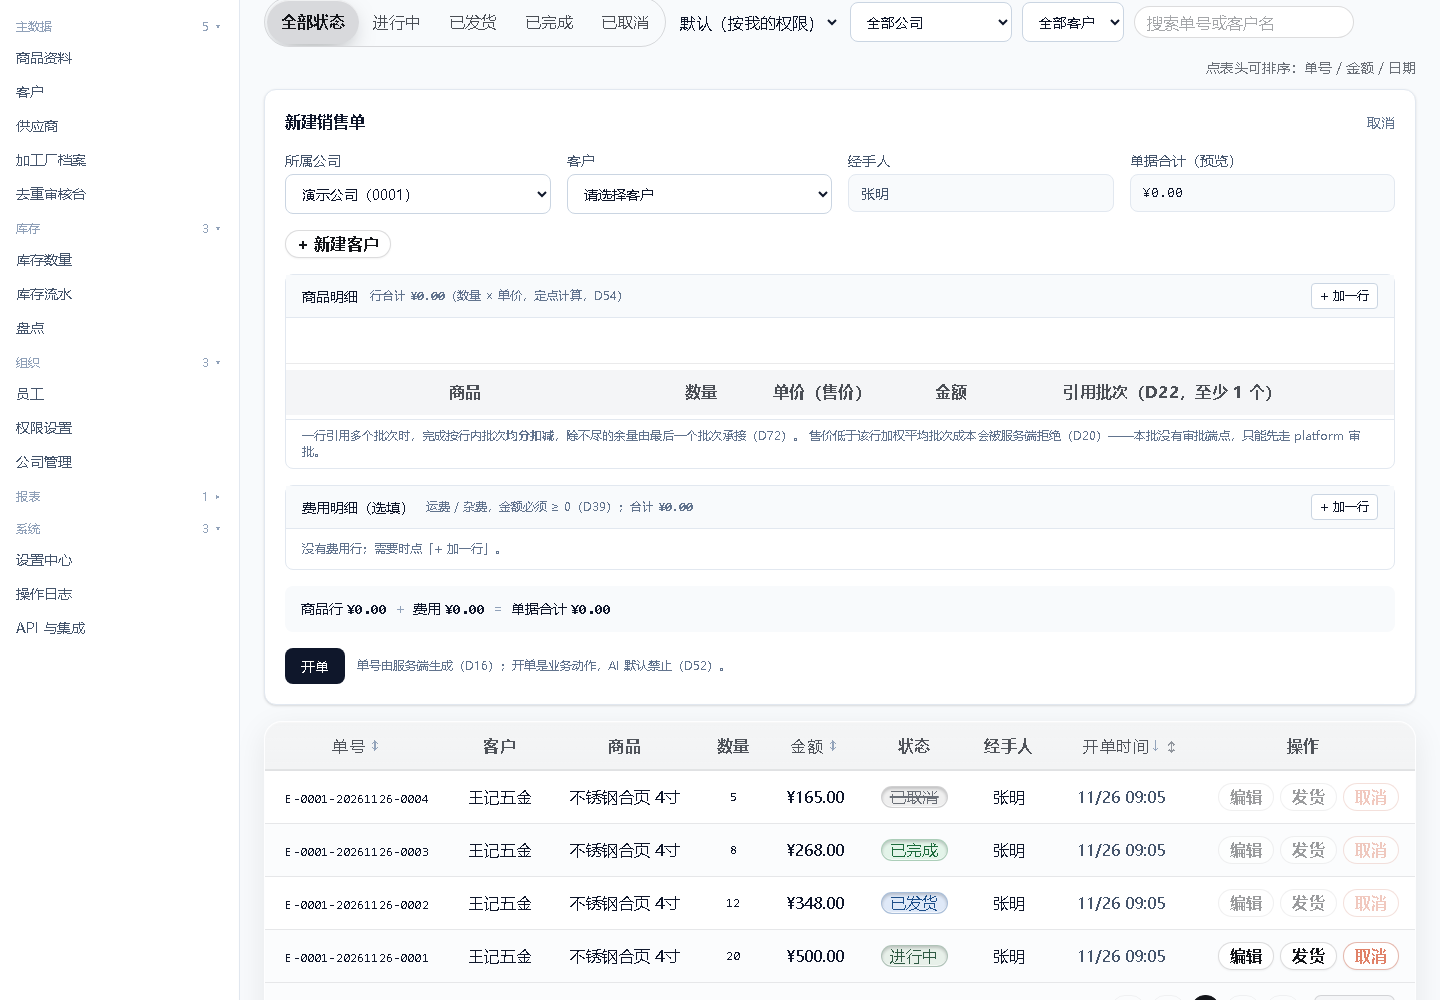 主数据 5
商品资料
客户
供应商
加工厂档案
去重审核台
库存 3
库存数量
库存流水
盘点
组织 3
员工
权限设置
公司管理
报表 1
系统 3
设置中心
操作日志
API 与集成
全部状态 进行中 已发货 已完成 已取消 默认（按我的权限） 全部公司 全部客户 搜索单号或客户名
点表头可排序：单号 / 金额 / 日期
新建销售单 取消
所属公司 客户 经手人 单据合计（预览）
演示公司（0001） 请选择客户 张明 ¥0.00
+ 新建客户
商品明细 行合计 ¥0.00（数量 × 单价，定点计算，D54） + 加一行
商品 数量 单价（售价） 金额 引用批次（D22，至少 1 个）
一行引用多个批次时，完成按行内批次均分扣减，除不尽的余量由最后一个批次承接（D72）。 售价低于该行加权平均批次成本会被服务端拒绝（D20）——本批没有审批端点，只能先走 platform 审
批。
费用明细（选填） 运费 / 杂费，金额必须 ≥ 0（D39）；合计 ¥0.00 + 加一行
没有费用行；需要时点「+ 加一行」。
商品行 ¥0.00 + 费用 ¥0.00 = 单据合计 ¥0.00
开单 单号由服务端生成（D16）；开单是业务动作，AI 默认禁止（D52）。
单号 ↕ 客户 商品 数量 金额 ↕ 状态 经手人 开单时间↓ ↕ 操作
E-0001-20261126-0004 王记五金 不锈钢合页 4寸 5 ¥165.00 已取消 张明 11/26 09:05 编辑 发货 取消
E-0001-20261126-0003 王记五金 不锈钢合页 4寸 8 ¥268.00 已完成 张明 11/26 09:05 编辑 发货 取消
E-0001-20261126-0002 王记五金 不锈钢合页 4寸 12 ¥348.00 已发货 张明 11/26 09:05 编辑 发货 取消
E-0001-20261126-0001 王记五金 不锈钢合页 4寸 20 ¥500.00 进行中 张明 11/26 09:05 编辑 发货 取消